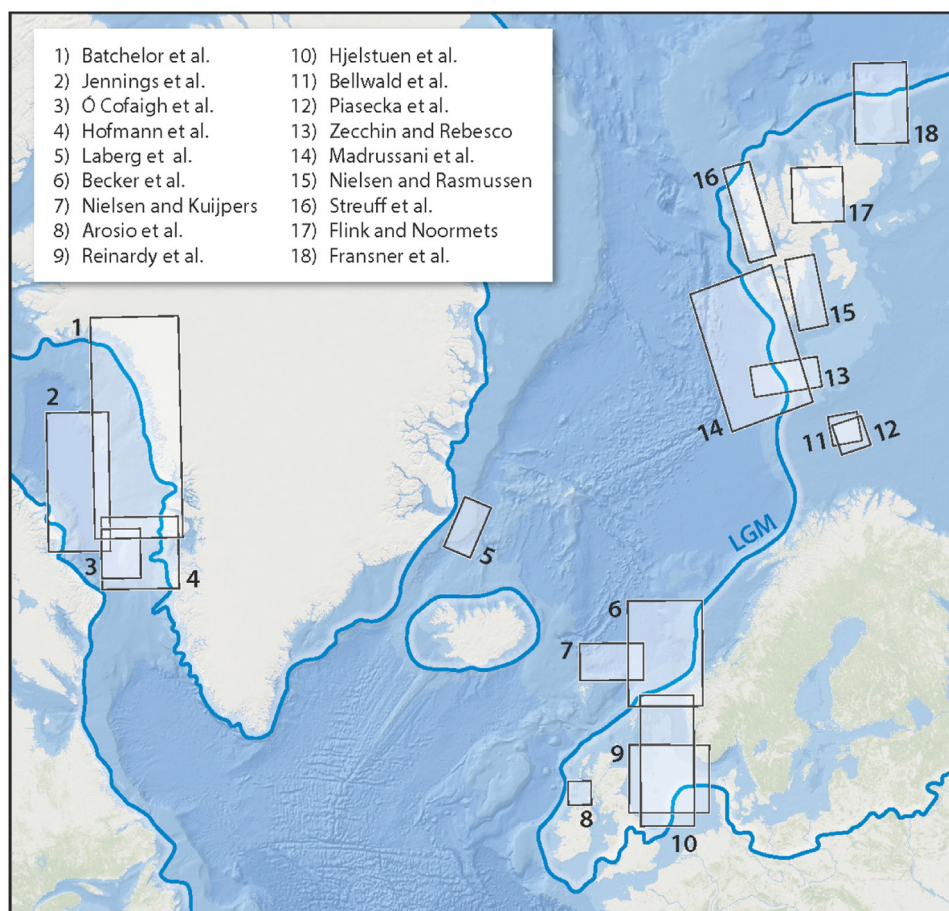 1) Batchelor et al.
2) Jennings et al.
3) Ó Cofaigh et al.
4) Hofmann et al.
5) Laberg et al.
6) Becker et al.
7) Nielsen and Kuijpers
8) Arosio et al.
9) Reinardy et al.
10) Hjelstuen et al.
11) Bellwald et al.
12) Piasecka et al.
13) Zecchin and Rebesco
14) Madrussani et al.
15) Nielsen and Rasmussen
16) Streuff et al.
17) Flink and Noormets
18) Fransner et al.
18
16
17
15
1
13
2
14
11
12
LGM
5
3
4
6
7
9
8
10